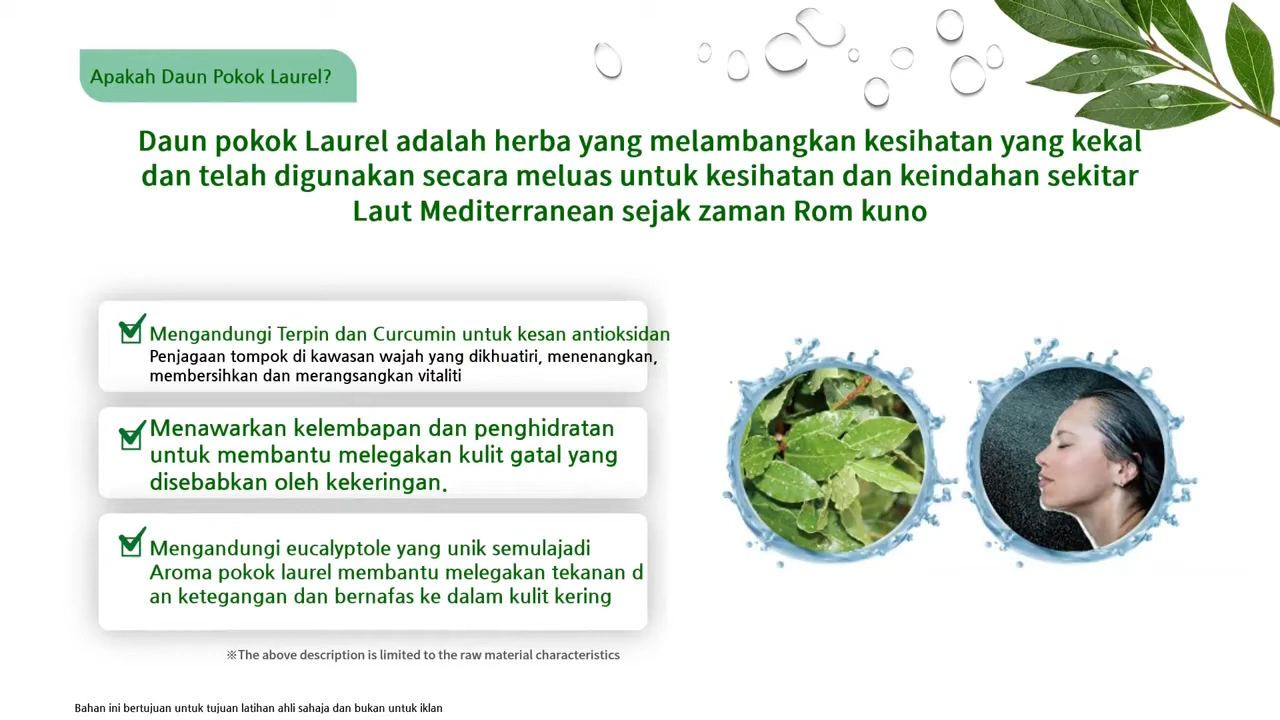 Apakah Daun Pokok Laurel?
Daun pokok Laurel adalah herba yang melambangkan kesihatan yang kekal
dan telah digunakan secara meluas untuk kesihatan dan keindahan sekitar
Laut Mediterranean sejak zaman Rom kuno
Mengandungi Terpin dan Curcumin untuk kesan antioksidan
Penjagaan tompok di kawasan wajah yang dikhuatiri, menenangkan,
membersihkan dan merangsangkan vitaliti
Menawarkan kelembapan dan penghidratan
untuk membantu melegakan kulit gatal yang
disebabkan oleh kekeringan.
Mengandungi eucalyptole yang unik semulajadi
Aroma pokok laurel membantu melegakan tekanan d
an ketegangan dan bernafas ke dalam kulit kering
※The above description is limited to the raw material characteristics
Bahan ini bertujuan untuk tujuan latihan ahli sahaja dan bukan untuk iklan